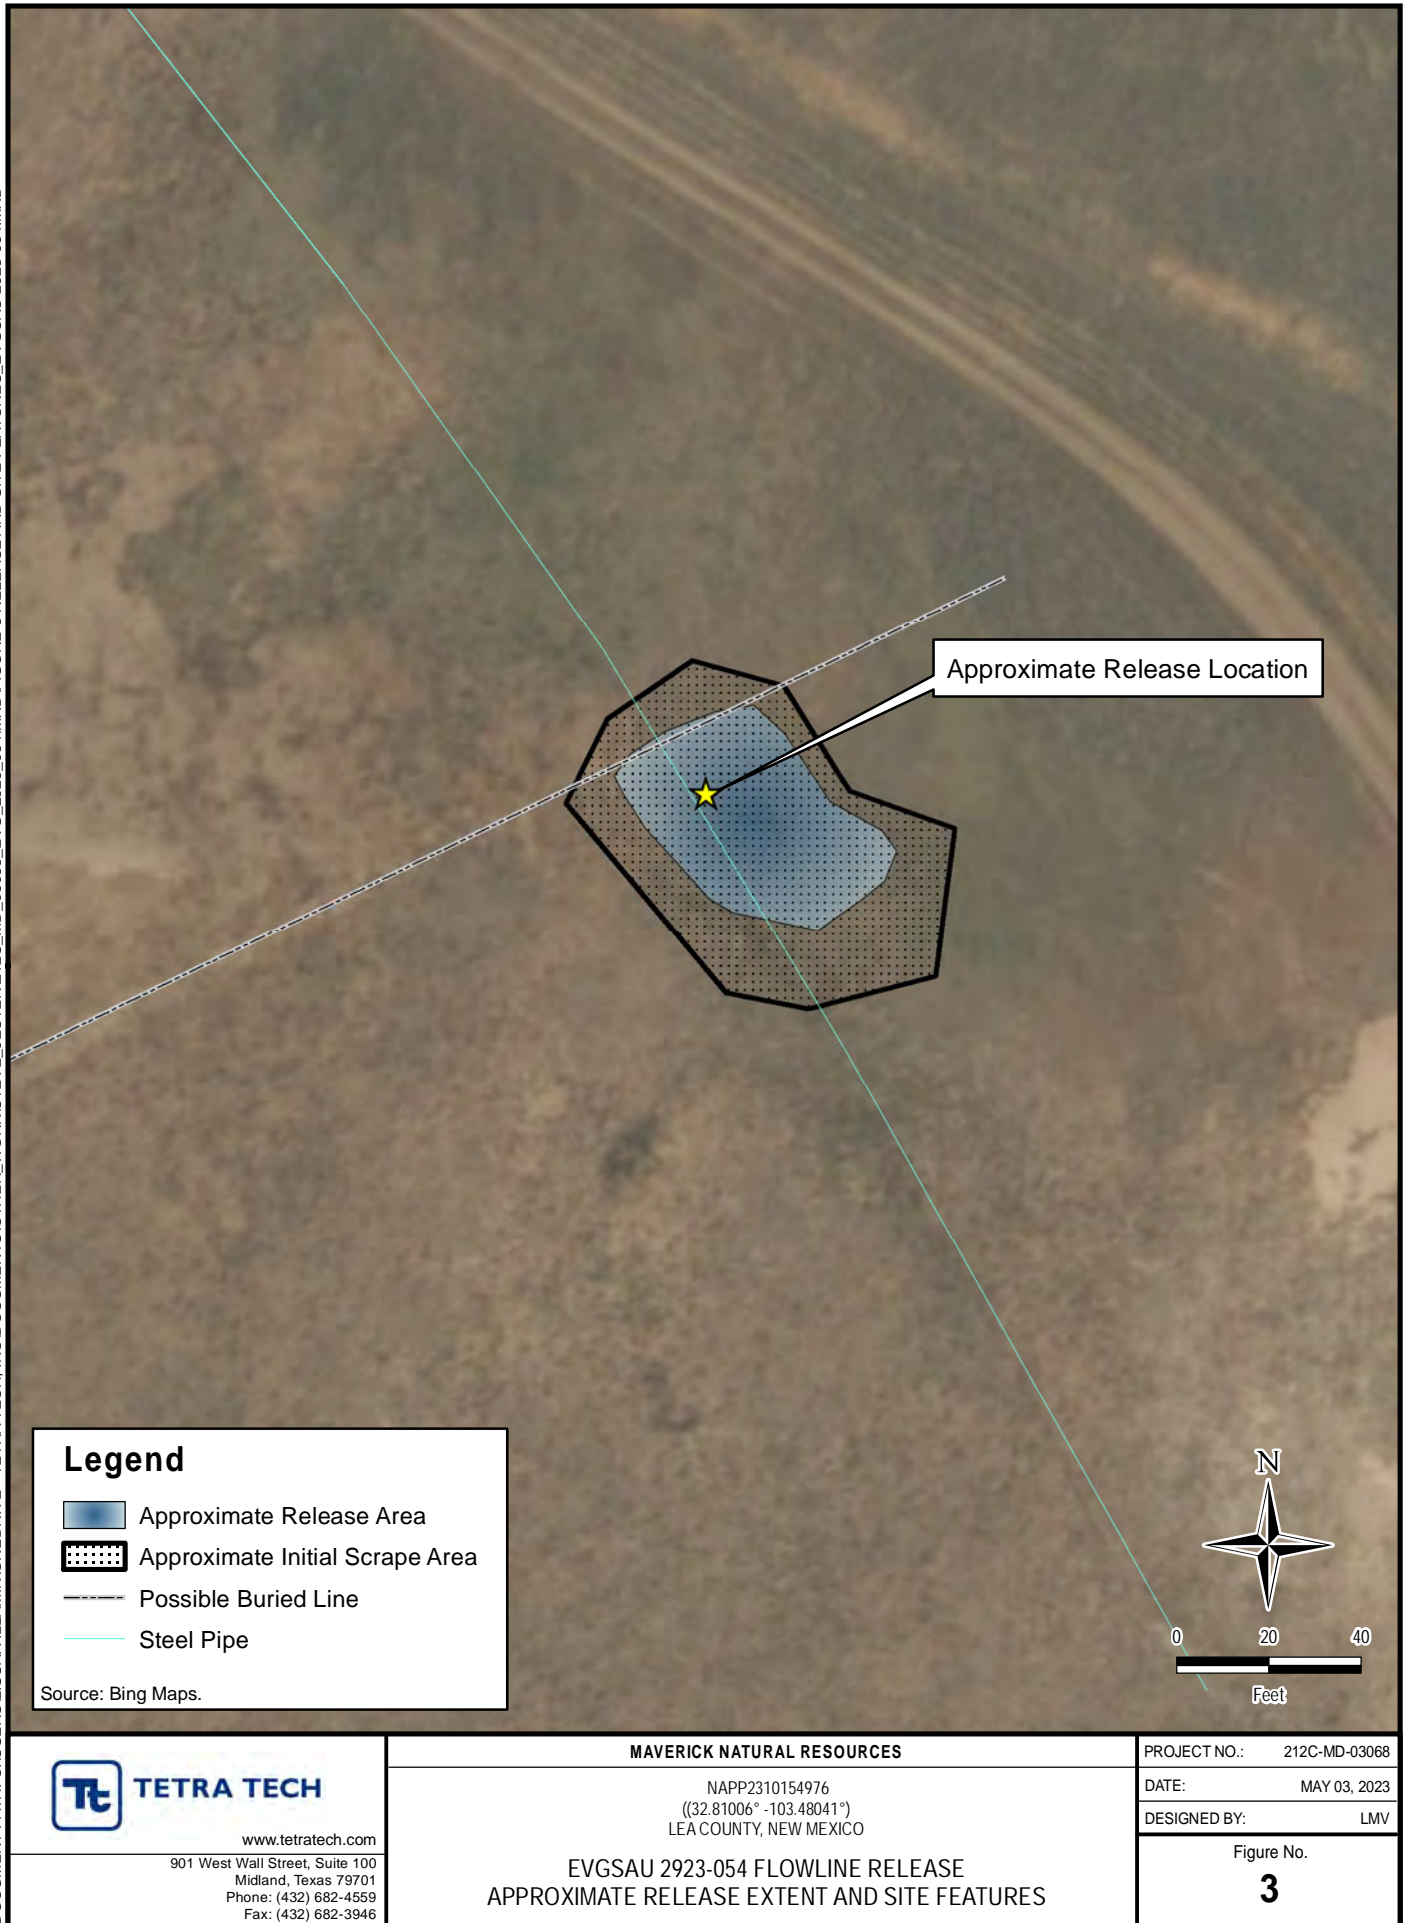 Approximate Release Location
Legend
Approximate Release Area
Approximate Initial Scrape Area
Possible Buried Line
Steel Pipe
Source: Bing Maps.
N
0 20 40
Feet
Tt TETRA TECH
www.tetratech.com
901 West Wall Street, Suite 100
Midland, Texas 79701
Phone: (432) 682-4559
Fax: (432) 682-3946
MAVERICK NATURAL RESOURCES
NAPP2310154976
((32.81006° -103.48041°)
LEA COUNTY, NEW MEXICO
EVGSAU 2923-054 FLOWLINE RELEASE
APPROXIMATE RELEASE EXTENT AND SITE FEATURES
PROJECT NO.: 212C-MD-03068
DATE: MAY 03, 2023
DESIGNED BY: LMV
Figure No.
3